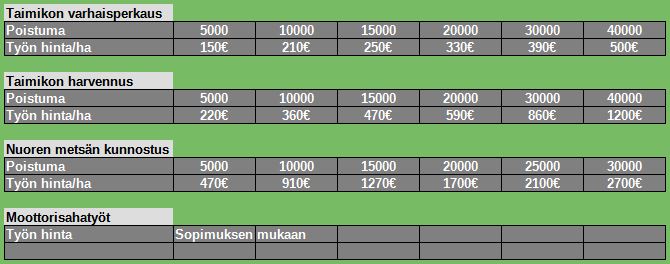 Taimikon varhaisperkaus
Poistuma 5000 10000 15000 20000 30000 40000
Työn hinta/ha 150€ 210€ 250€ 330€ 390€ 500€
Taimikon harvennus
Poistuma 5000 10000 15000 20000 30000 40000
Työn hinta/ha 220€ 360€ 470€ 590€ 860€ 1200€
Nuoren metsän kunnostus
Poistuma 5000 10000 15000 20000 25000 30000
Työn hinta/ha 470€ 910€ 1270€ 1700€ 2100€ 2700€
Moottorisahatyöt
Työn hinta Sopimuksen mukaan